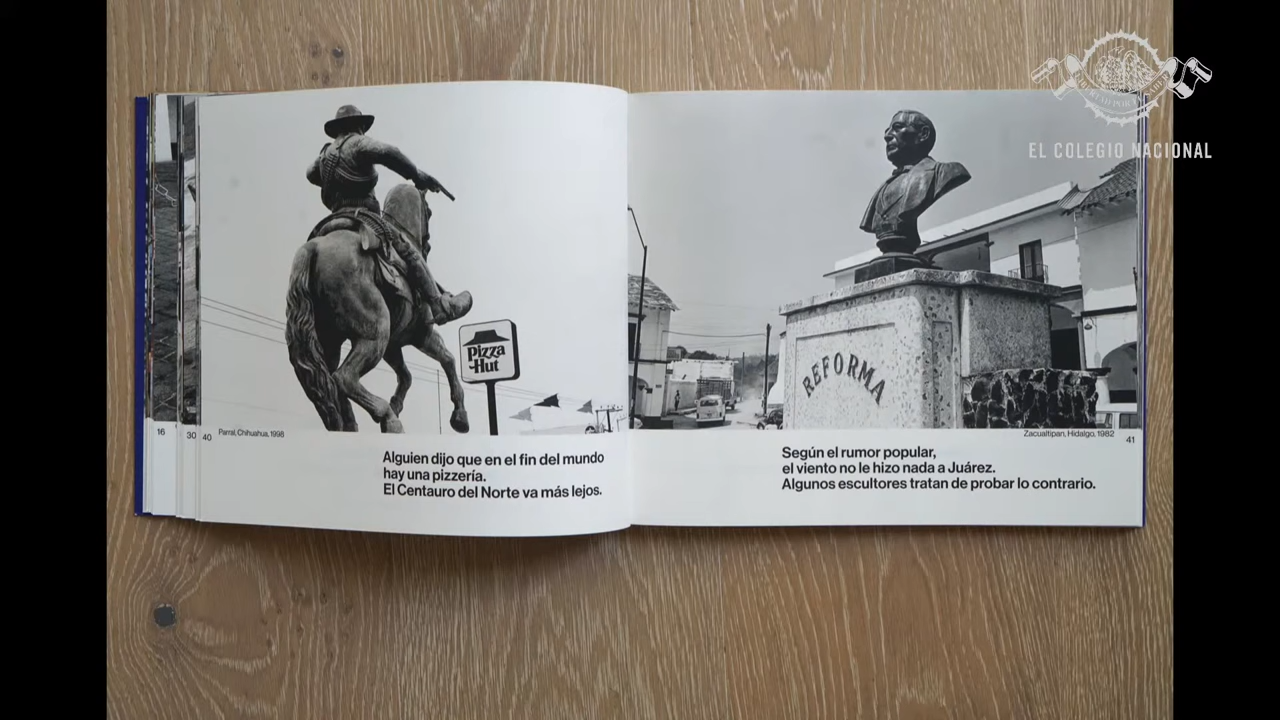 EL COLEGIO NACIONAL
Pizza
Hut
REFORMA
16
30
40
Parral, Chihuahua, 1998
Alguien dijo que en el fin del mundo
hay una pizzería.
El Centauro del Norte va más lejos.
Zacualtipan, Hidalgo, 1982
41
Según el rumor popular,
el viento no le hizo nada a Juárez.
Algunos escultores tratan de probar lo contrario.